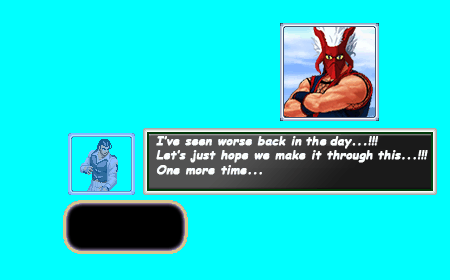 I've seen worse back in the day...!!!
Let's just hope we make it through this...!!!
One more time...